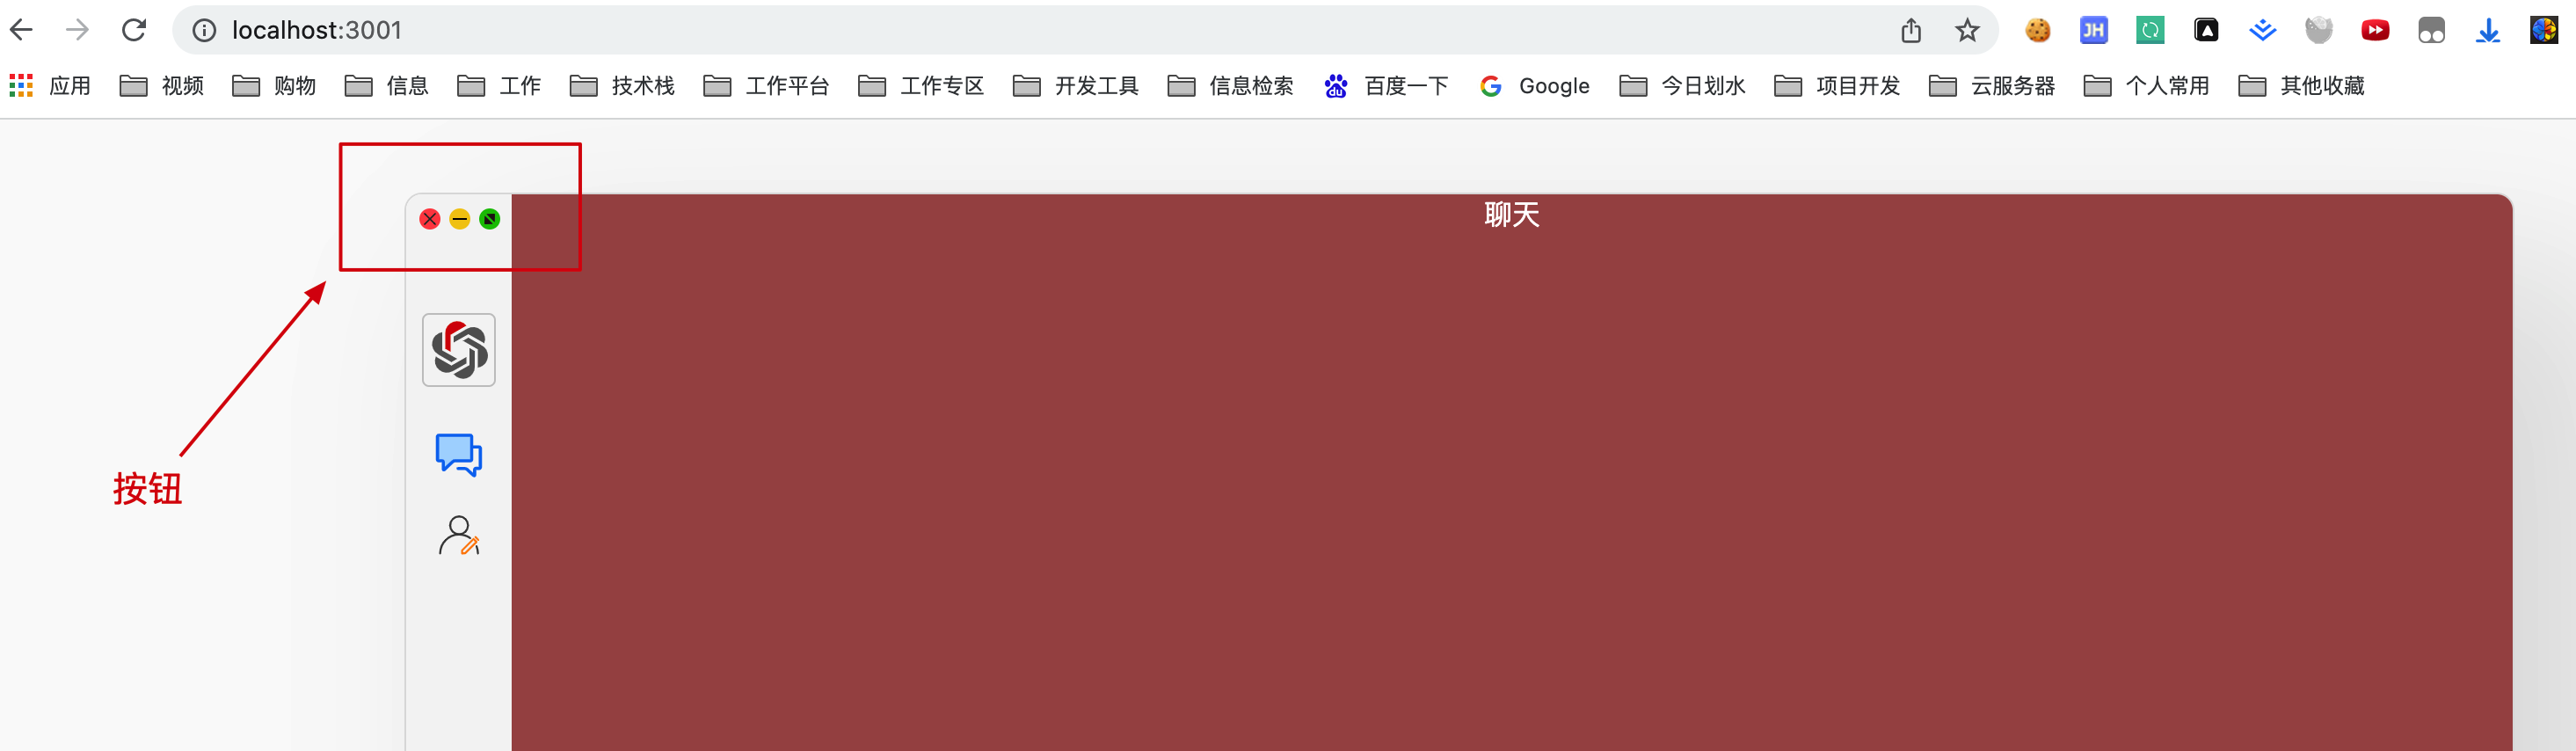 localhost:3001
JH
应用 视频 购物 信息 工作 技术栈 工作平台 工作专区 开发工具 信息检索 du 百度一下 Google 今日划水 项目开发 云服务器 个人常用 其他收藏
聊天
按钮